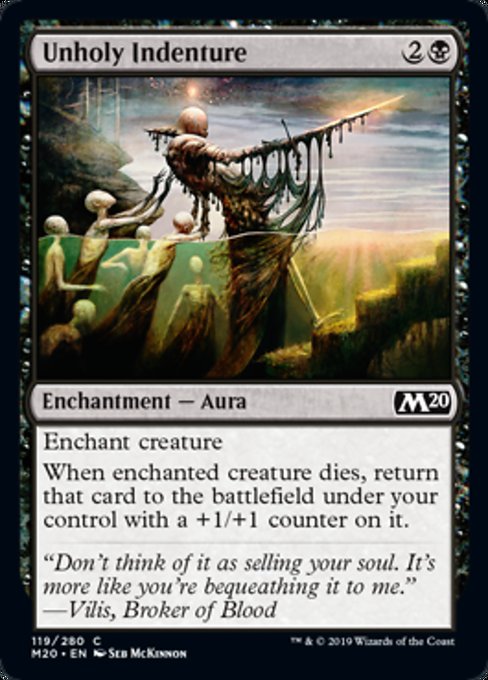 Unholy Indenture 2
Enchantment — Aura M20
Enchant creature
When enchanted creature dies, return
that card to the battlefield under your
control with a +1/+1 counter on it.
“Don’t think of it as selling your soul. It’s
more like you’re bequeathing it to me.”
—Vilis, Broker of Blood
119/280 C ™ & © 2019 Wizards of the Coast
M20 • EN Seb McKinnon